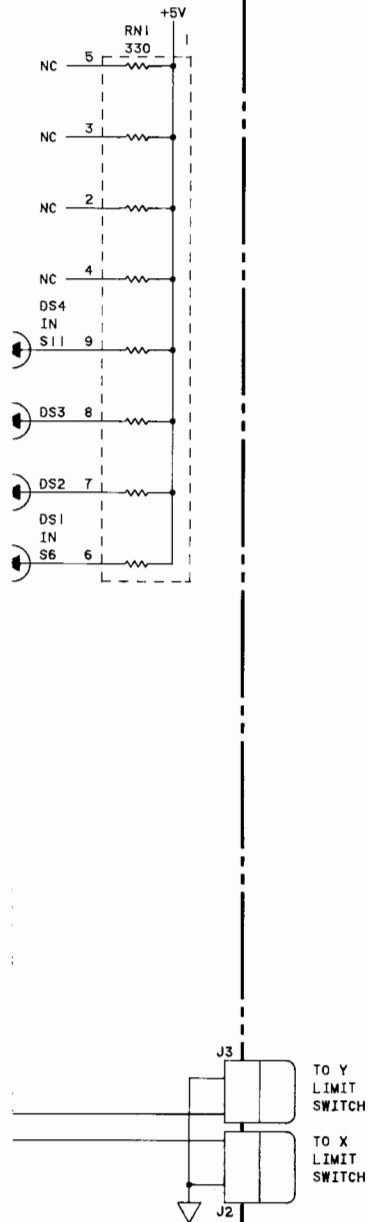 +5V
RN1
330
NC 5
NC 3
NC 2
NC 4
DS4
IN
S11 9
DS3 8
DS2 7
DS1
IN
S6 6
J3
TO Y
LIMIT
SWITCH
TO X
LIMIT
SWITCH
J2